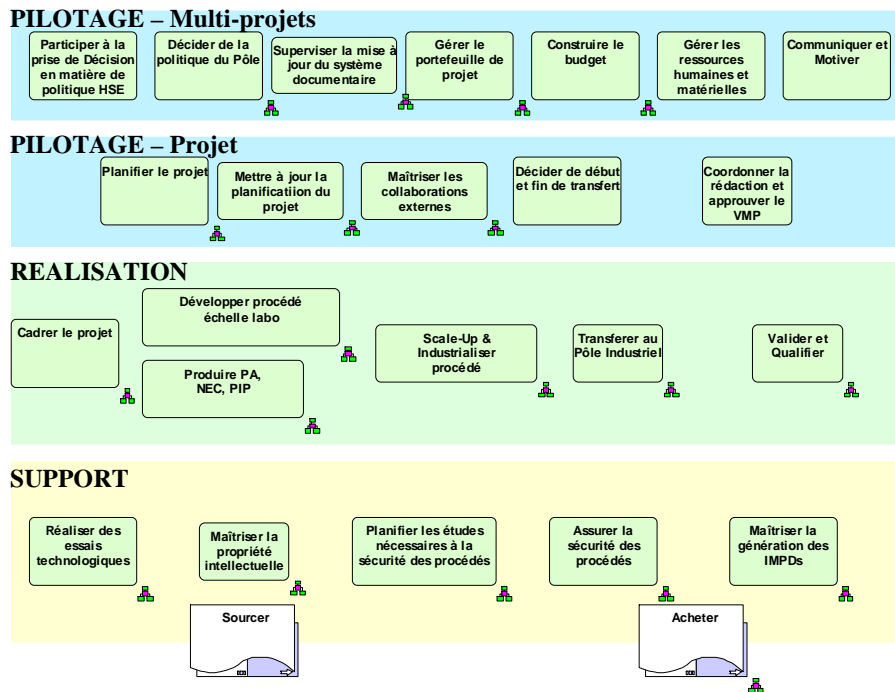 PILOTAGE – Multi-projets
Participer à la
prise de Décision
en matière de
politique HSE
Décider de la
politique du Pôle
Superviser la mise à
jour du système
documentaire
Gérer le
portefeuille de
projet
Construire le
budget
Gérer les
ressources
humaines et
matérielles
Communiquer et
Motiver
PILOTAGE – Projet
Planifier le projet
Mettre à jour la
planificatiion du
projet
Maîtriser les
collaborations
externes
Décider de début
et fin de transfert
Coordonner la
rédaction et
approuver le
VMP
REALISATION
Cadrer le projet
Développer procédé
échelle labo
Produire PA,
NEC, PIP
Scale-Up &
Industrialiser
procédé
Transferer au
Pôle Industriel
Valider et
Qualifier
SUPPORT
Réaliser des
essais
technologiques
Maîtriser la
propriété
intellectuelle
Planifier les études
nécessaires à la
sécurité des procédés
Assurer la
sécurité des
procédés
Maîtriser la
génération des
IMPDs
Sourcer
Acheter